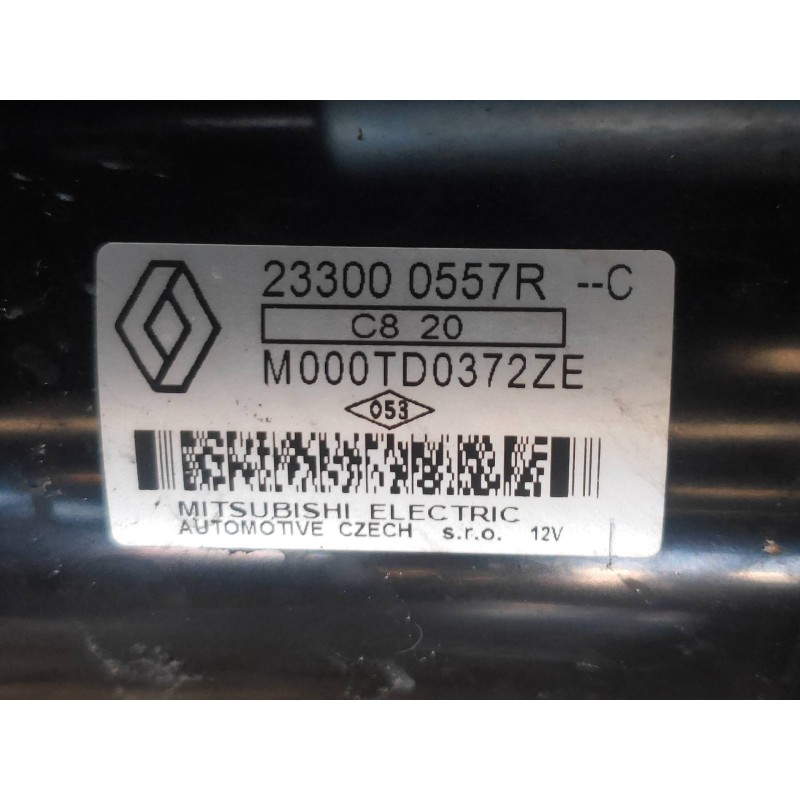 23300 0557R --C
C8 20
M000TD0372ZE
053
MITSUBISHI ELECTRIC
AUTOMOTIVE CZECH s.r.o. 12V